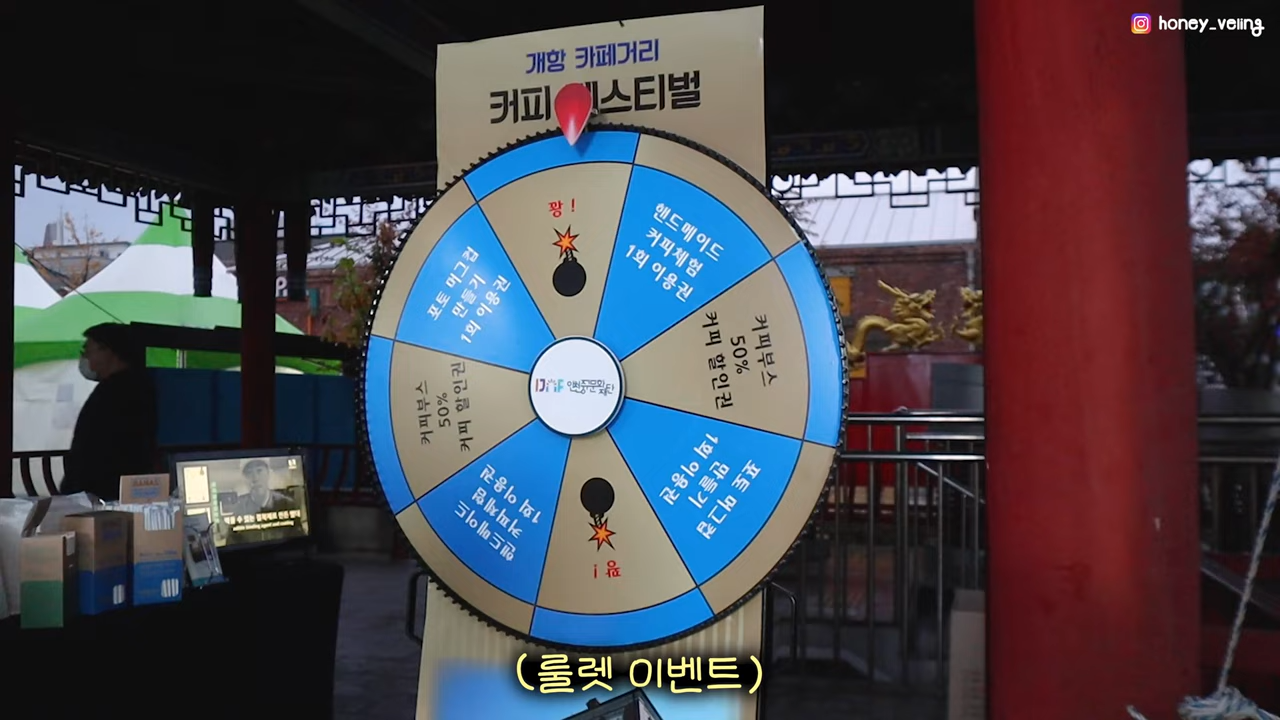 honey_veling
개항 카페거리
커피 페스티벌
꽝!
핸드메이드
커피체험
1회 이용권
커피부스
50%
커피 할인권
포토 머그컵
만들기
1회 이용권
꽝!
핸드메이드
커피체험
1회 이용권
커피부스
50%
커피 할인권
포토 머그컵
만들기
1회 이용권
인천중구문화
재단
(룰렛 이벤트)